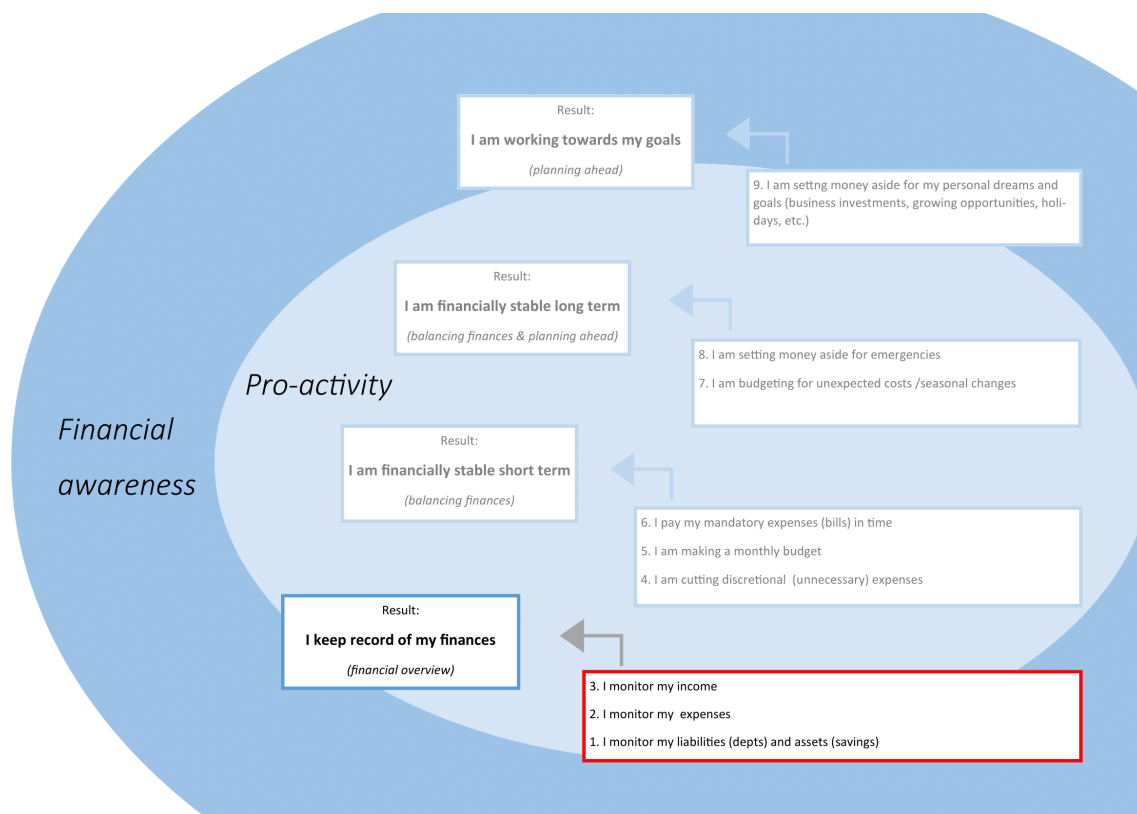 Result:
I am working towards my goals
(planning ahead)
9. I am settng money aside for my personal dreams and
goals (business investments, growing opportunities, holi-
days, etc.)
Result:
I am financially stable long term
(balancing finances & planning ahead)
8. I am setting money aside for emergencies
7. I am budgeting for unexpected costs /seasonal changes
Pro-activity
Financial
awareness
Result:
I am financially stable short term
(balancing finances)
6. I pay my mandatory expenses (bills) in time
5. I am making a monthly budget
4. I am cutting discretional  (unnecessary) expenses
Result:
I keep record of my finances
(financial overview)
3. I monitor my income
2. I monitor my  expenses
1. I monitor my liabilities (depts) and assets (savings)